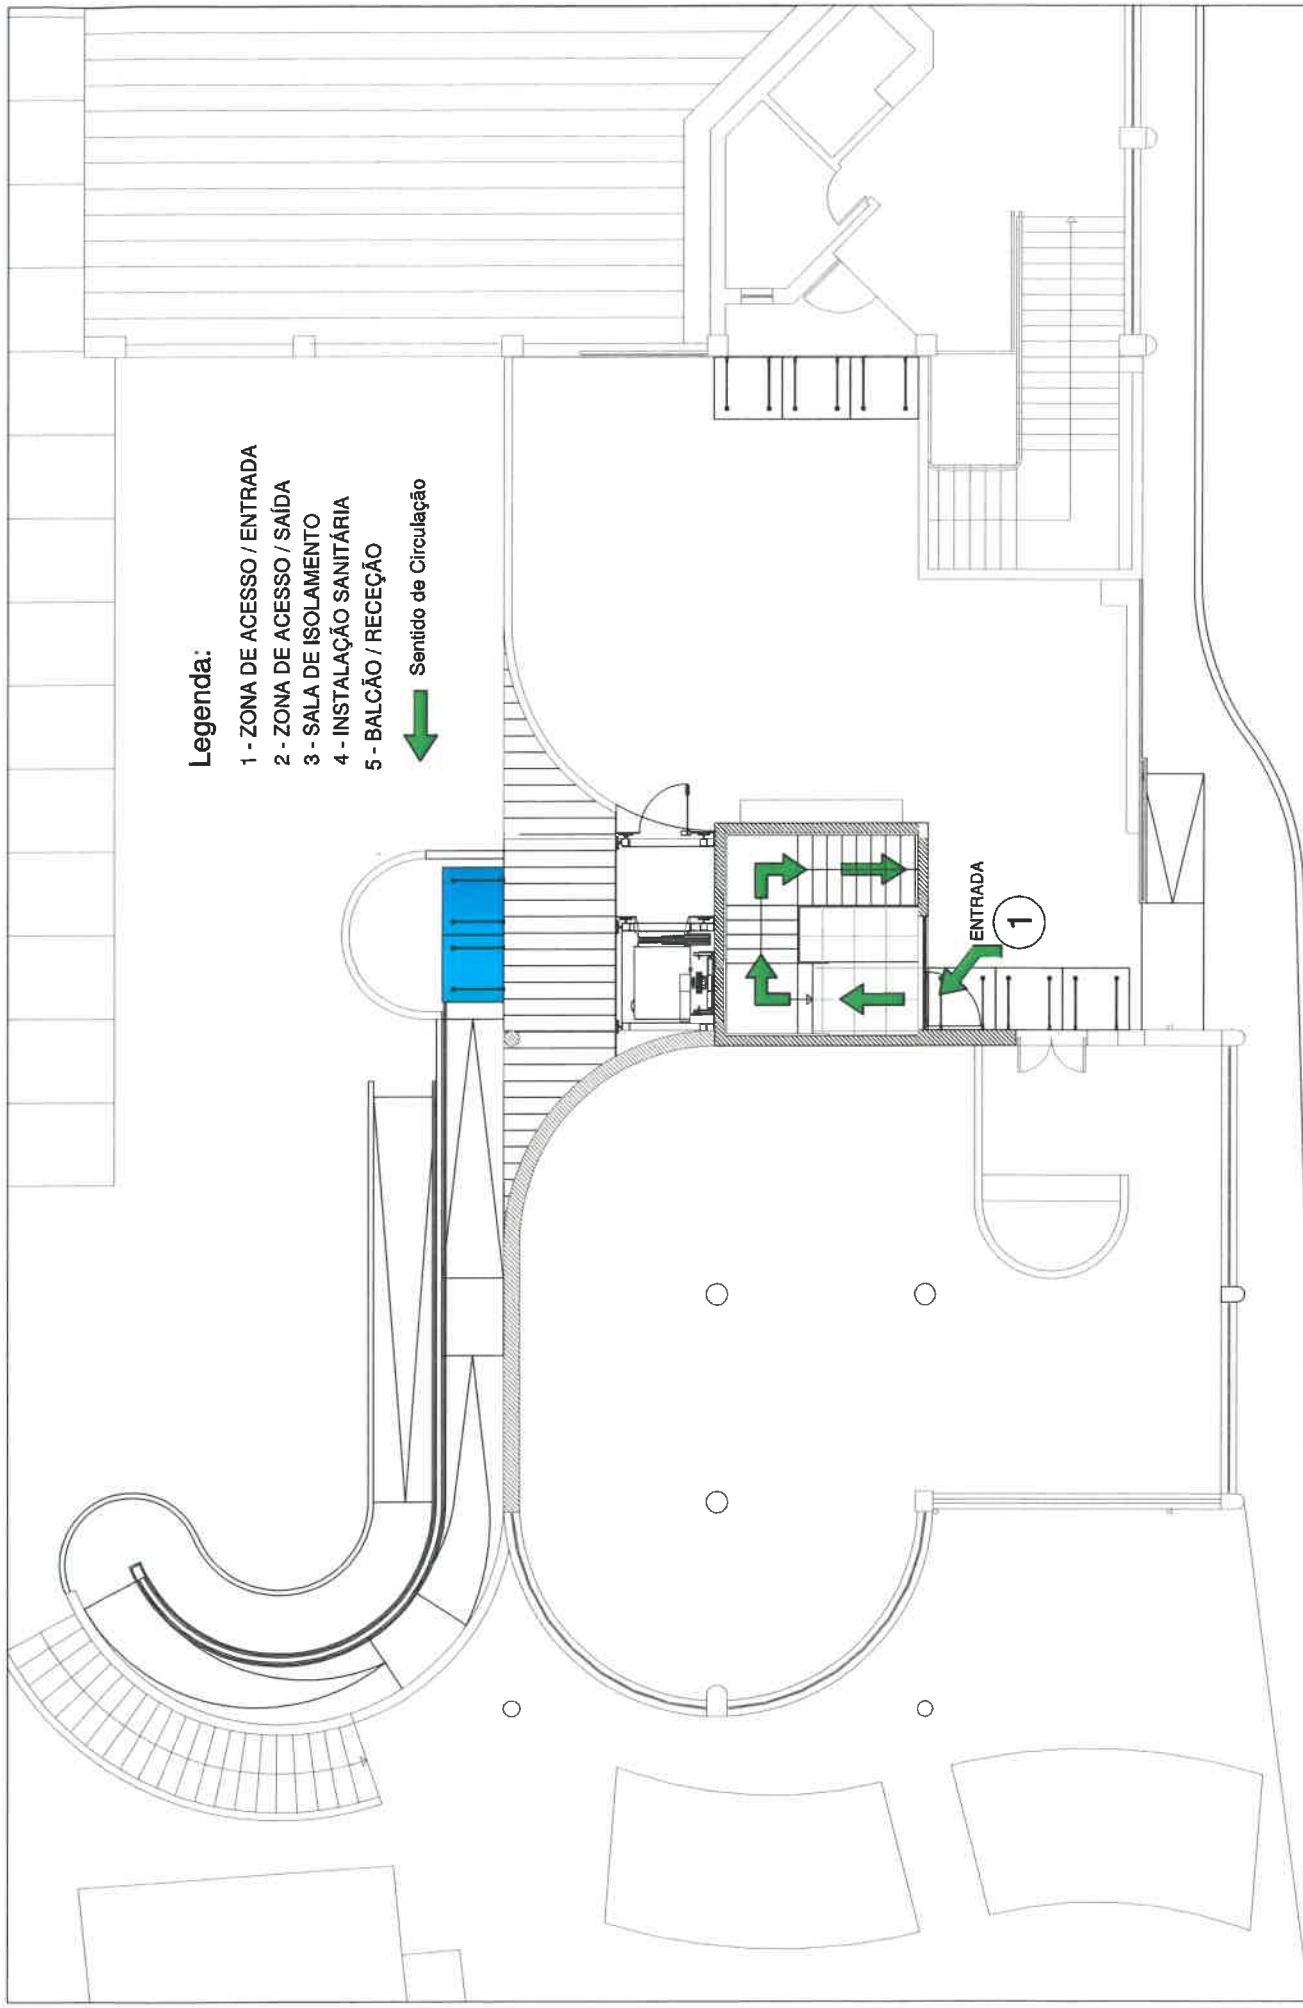 Legenda:
1 - ZONA DE ACESSO / ENTRADA
2 - ZONA DE ACESSO / SAÍDA
3 - SALA DE ISOLAMENTO
4 - INSTALAÇÃO SANITÁRIA
5 - BALCÃO / RECEÇÃO
Sentido de Circulação
ENTRADA
1